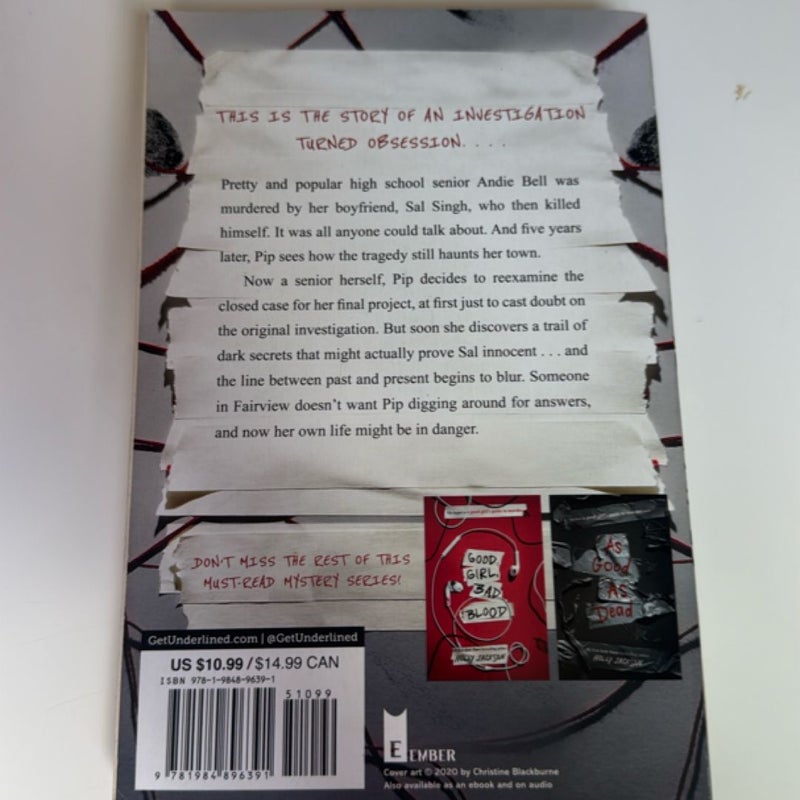 THIS IS THE STORY OF AN INVESTIGATION
TURNED OBSESSION. . . .
Pretty and popular high school senior Andie Bell was
murdered by her boyfriend, Sal Singh, who then killed
himself. It was all anyone could talk about. And five years
later, Pip sees how the tragedy still haunts her town.
Now a senior herself, Pip decides to reexamine the
closed case for her final project, at first just to cast doubt on
the original investigation. But soon she discovers a trail of
dark secrets that might actually prove Sal innocent . . . and
the line between past and present begins to blur. Someone
in Fairview doesn't want Pip digging around for answers,
and now her own life might be in danger.
DON'T MISS THE REST OF THIS
MUST-READ MYSTERY SERIES!
GOOD
GIRL,
BAD
BLOOD
HOLLY JACKSON
AS
GOOD
AS
DEAD
HOLLY JACKSON
GetUnderlined.com | @GetUnderlined
US $10.99 / $14.99 CAN
ISBN 978-1-9848-9639-1
51099
9 781984 896391
E EMBER
Cover art © 2020 by Christine Blackburne
Also available as an ebook and on audio